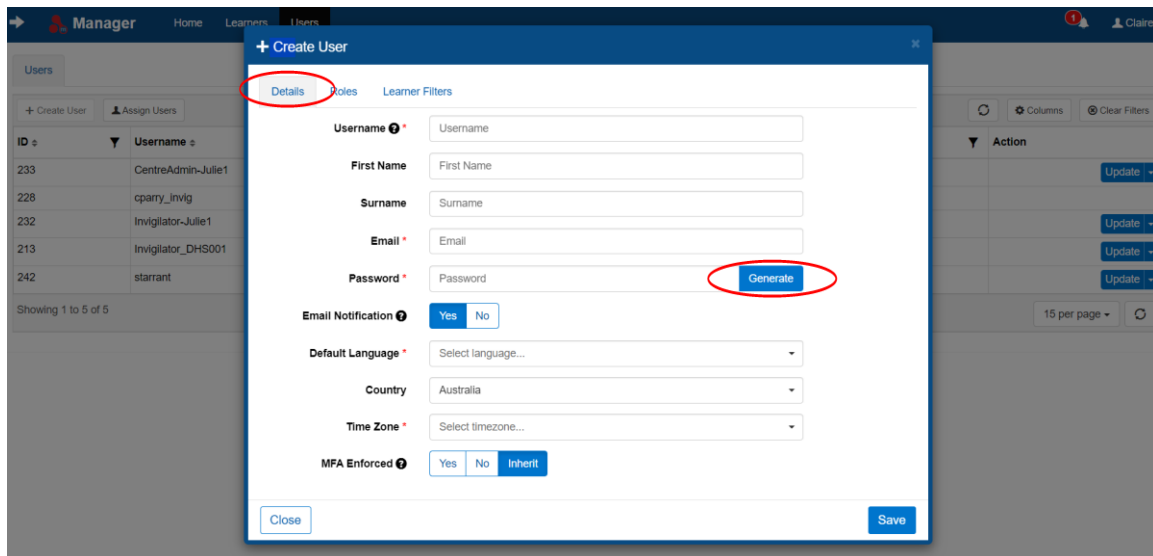 Manager Home Learners Users 1 Claire
+ Create User ×
Users
Details Roles Learner Filters
+ Create User Assign Users Columns Clear Filters
Username * Username
ID Username Action
First Name First Name
233 CentreAdmin-Julie1 Update
228 cparry_invig
Surname Surname
232 Invigilator-Julie1 Update
Email * Email
213 Invigilator_DHS001 Update
242 starrant Update
Password * Password Generate
Showing 1 to 5 of 5 15 per page
Email Notification Yes No
Default Language * Select language...
Country Australia
Time Zone * Select timezone...
MFA Enforced Yes No Inherit
Close Save